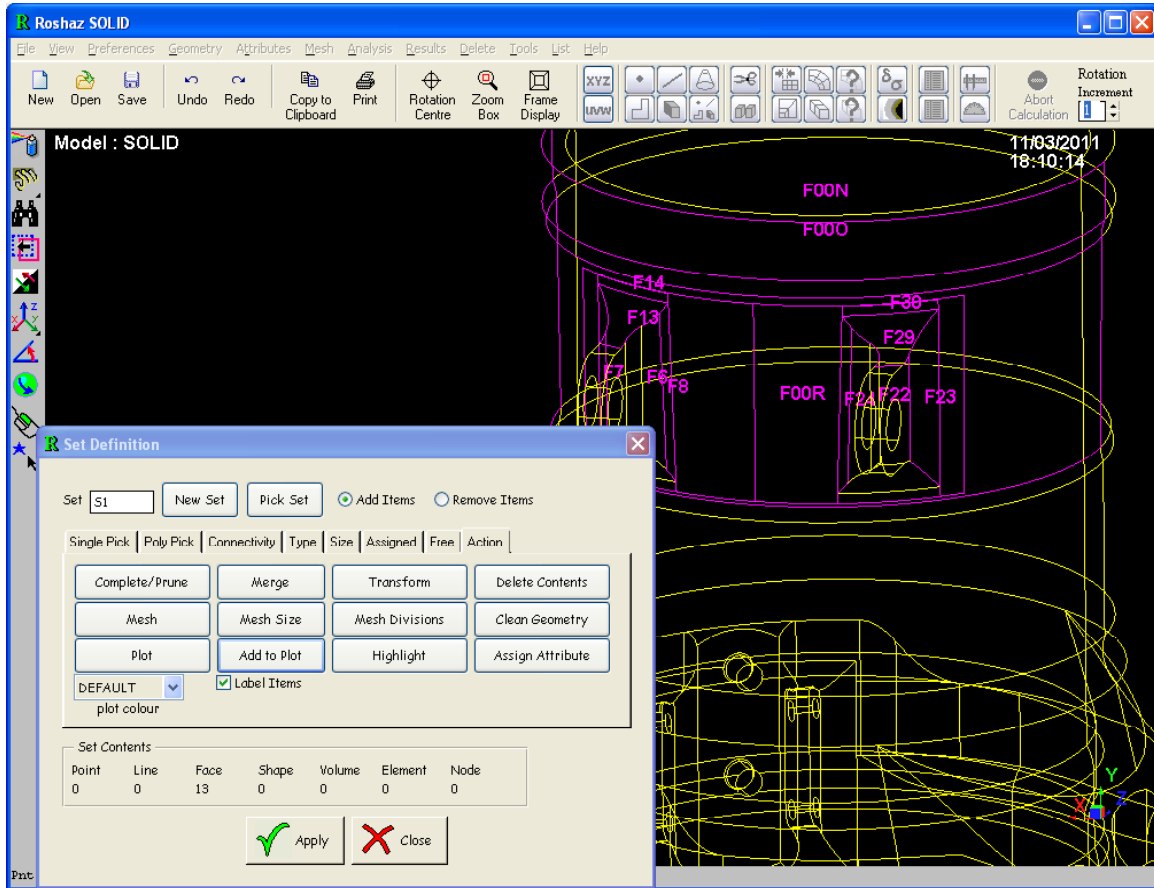 R Roshaz SOLID
File View Preferences Geometry Attributes Mesh Analysis Results Delete Tools List Help
New Open Save Undo Redo Copy to Clipboard Print Rotation Centre Zoom Box Frame Display XYZ UVW Abort Calculation Rotation Increment 1
Model : SOLID
11/03/2011
18:10:14
F00N
F00O
F14
F30
F13
F29
F7 F6 F8 F00R F24 F22 F23
R Set Definition
Set S1 New Set Pick Set Add Items Remove Items
Single Pick Poly Pick Connectivity Type Size Assigned Free Action
Complete/Prune Merge Transform Delete Contents
Mesh Mesh Size Mesh Divisions Clean Geometry
Plot Add to Plot Highlight Assign Attribute
DEFAULT Label Items
plot colour
Set Contents
Point Line Face Shape Volume Element Node
0 0 13 0 0 0 0
Apply Close
Y
X Z
Pnt